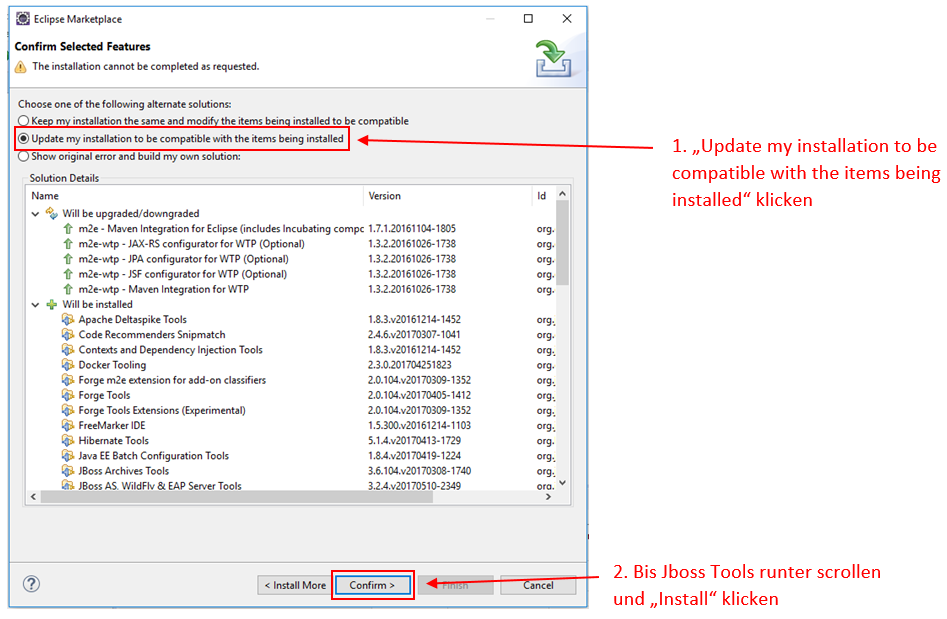 Eclipse Marketplace
Confirm Selected Features
The installation cannot be completed as requested.
Choose one of the following alternate solutions:
Keep my installation the same and modify the items being installed to be compatible
Update my installation to be compatible with the items being installed
Show original error and build my own solution:
1. „Update my installation to be
compatible with the items being
installed“ klicken
Solution Details
Name Version Id
Will be upgraded/downgraded
m2e - Maven Integration for Eclipse (includes Incubating compc 1.7.1.20161104-1805 org.
m2e-wtp - JAX-RS configurator for WTP (Optional) 1.3.2.20161026-1738 org.
m2e-wtp - JPA configurator for WTP (Optional) 1.3.2.20161026-1738 org.
m2e-wtp - JSF configurator for WTP (Optional) 1.3.2.20161026-1738 org.
m2e-wtp - Maven Integration for WTP 1.3.2.20161026-1738 org.
Will be installed
Apache Deltaspike Tools 1.8.3.v20161214-1452 org.
Code Recommenders Snipmatch 2.4.6.v20170307-1041 org.
Contexts and Dependency Injection Tools 1.8.3.v20161214-1452 org.
Docker Tooling 2.3.0.201704251823 org.
Forge m2e extension for add-on classifiers 2.0.104.v20170309-1352 org.
Forge Tools 2.0.104.v20170405-1412 org.
Forge Tools Extensions (Experimental) 2.0.104.v20170309-1352 org.
FreeMarker IDE 1.5.300.v20161214-1103 org.
Hibernate Tools 5.1.4.v20170413-1729 org.
Java EE Batch Configuration Tools 1.8.4.v20170419-1224 org.
JBoss Archives Tools 3.6.104.v20170308-1740 org.
JBoss AS, WildFly & EAP Server Tools 3.2.4.v20170510-2349 org.
< Install More Confirm > Finish Cancel
2. Bis Jboss Tools runter scrollen
und „Install“ klicken